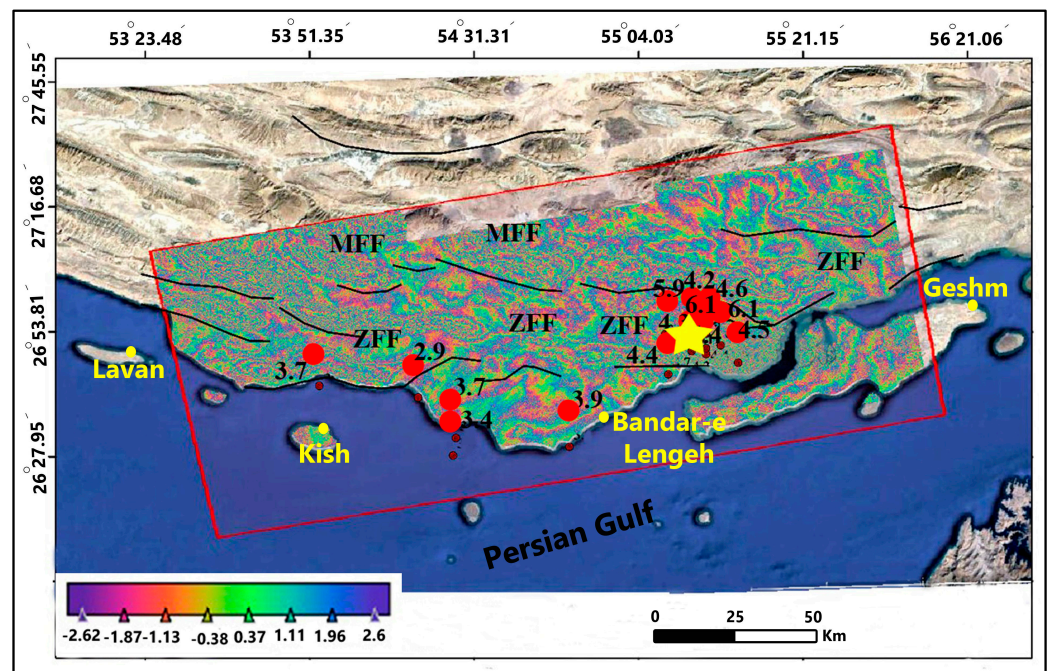 53°23.48′ 53°51.35′ 54°31.31′ 55°04.03′ 55°21.15′ 56°21.06′
27°45.55′
27°16.68′
26°53.81′
26°27.95′
MFF MFF
ZFF
5.9 4.2 4.6
6.1 6.1
Geshm
ZFF ZFF ZFF
4.5
Lavan
3.7 2.9 4.4
3.7 3.9
3.4
Bandar-e
Lengeh
Kish
Persian Gulf
-2.62 -1.87 -1.13 -0.38 0.37 1.11 1.96 2.6
0 25 50
Km